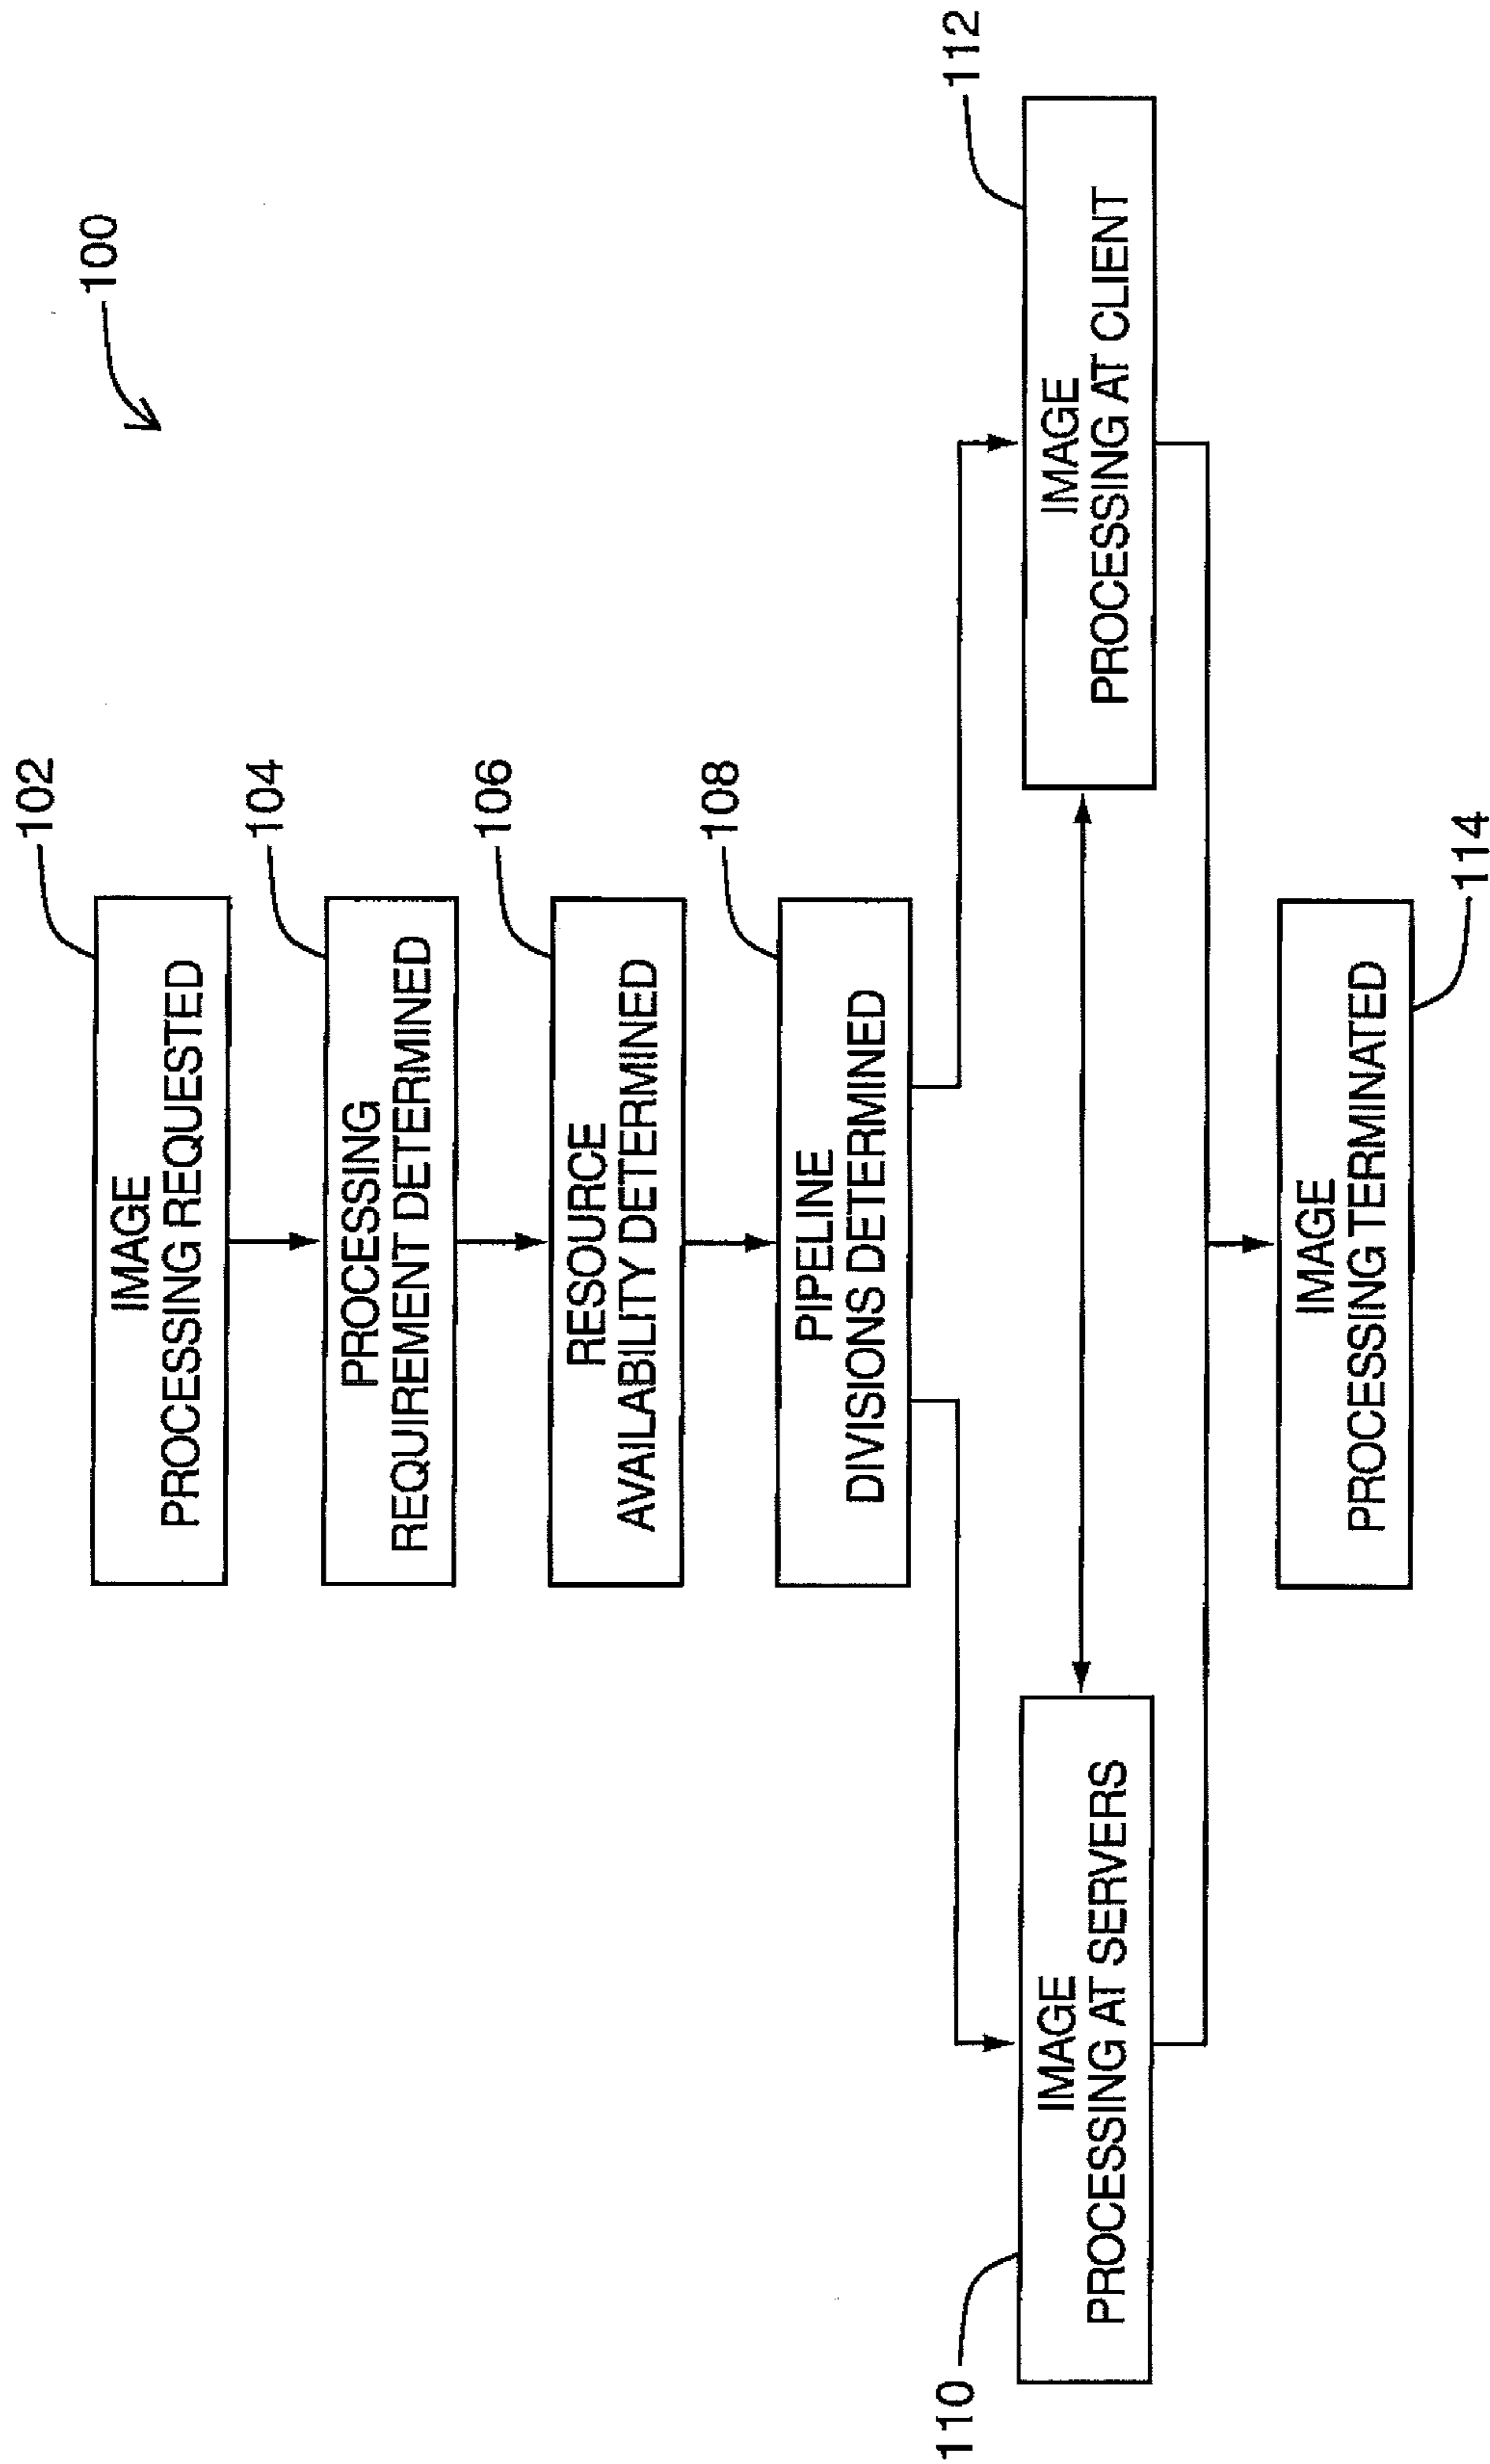 100
102
IMAGE
PROCESSING REQUESTED
104
PROCESSING
REQUIREMENT DETERMINED
106
RESOURCE
AVAILABILITY DETERMINED
108
PIPELINE
DIVISIONS DETERMINED
110
IMAGE
PROCESSING AT SERVERS
112
IMAGE
PROCESSING AT CLIENT
IMAGE
PROCESSING TERMINATED
114